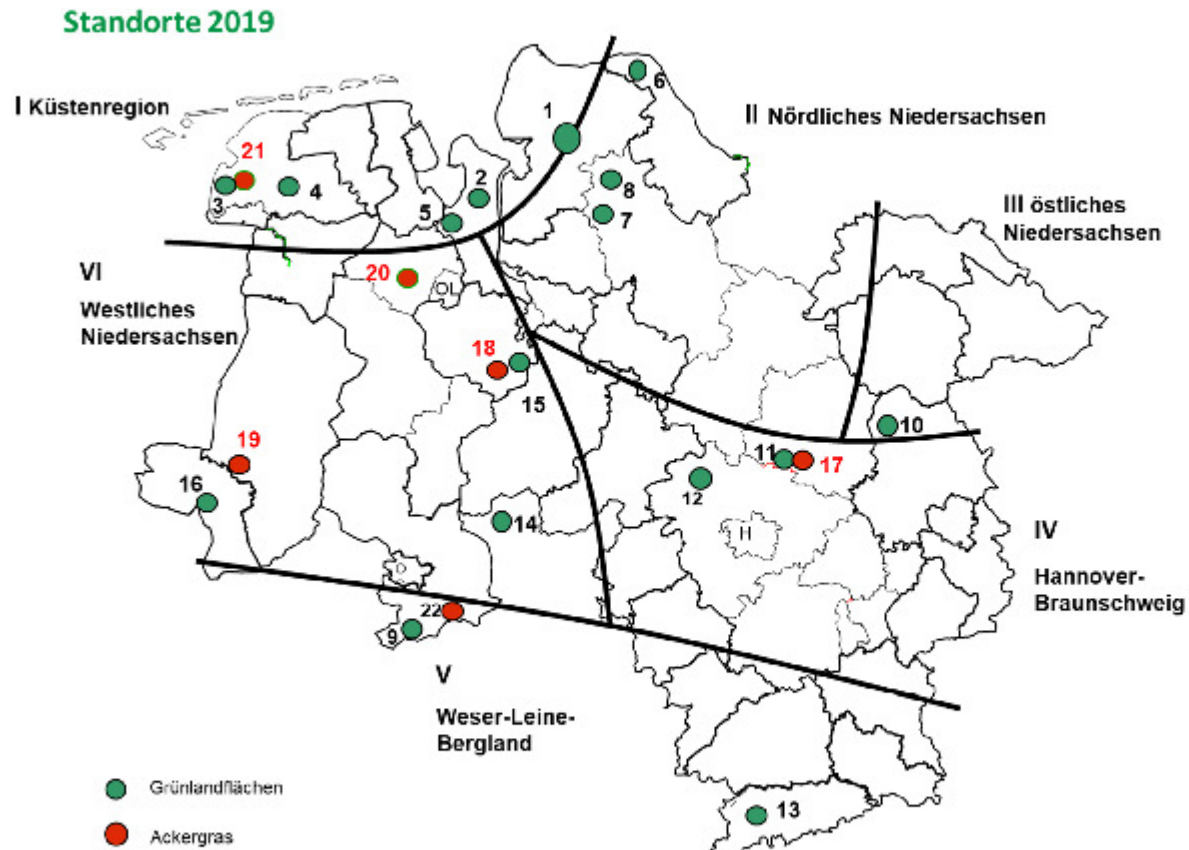 Standorte 2019
6
I Küstenregion
1
II Nördliches Niedersachsen
21
3
4
2
5
8
7
III östliches
Niedersachsen
VI
Westliches
Niedersachsen
20
OL
18
15
10
19
16
11
17
12
14
H
IV
Hannover-
Braunschweig
22
9
V
Weser-Leine-
Bergland
Grünlandflächen
Ackergras
13